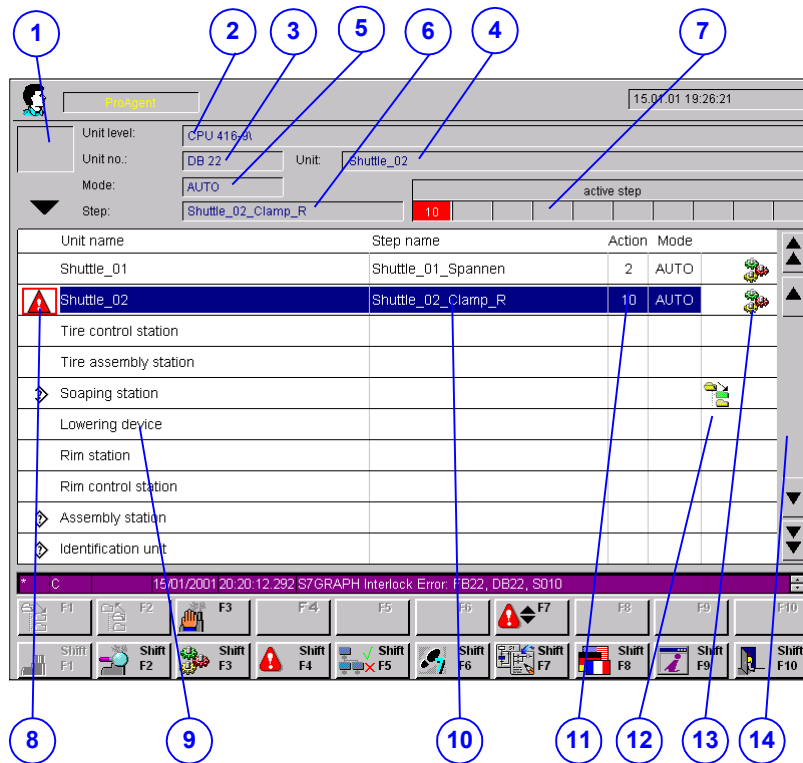 1 2 3 5 6 4 7
ProAgent 15.01.01 19:26:21
Unit level: CPU 416-9\
Unit no.: DB 22 Unit: Shuttle_02
Mode: AUTO active step
Step: Shuttle_02_Clamp_R 10
Unit name Step name Action Mode
Shuttle_01 Shuttle_01_Spannen 2 AUTO
Shuttle_02 Shuttle_02_Clamp_R 10 AUTO
Tire control station
Tire assembly station
Soaping station
Lowering device
Rim station
Rim control station
Assembly station
Identification unit
* C 15/01/2001 20:20:12.292 S7GRAPH Interlock Error: FB22, DB22, S010
F1 F2 F3 F4 F5 F6 F7 F8 F9 F10
Shift F1 Shift F2 Shift F3 Shift F4 Shift F5 Shift F6 Shift F7 Shift F8 Shift F9 Shift F10
8 9 10 11 12 13 14